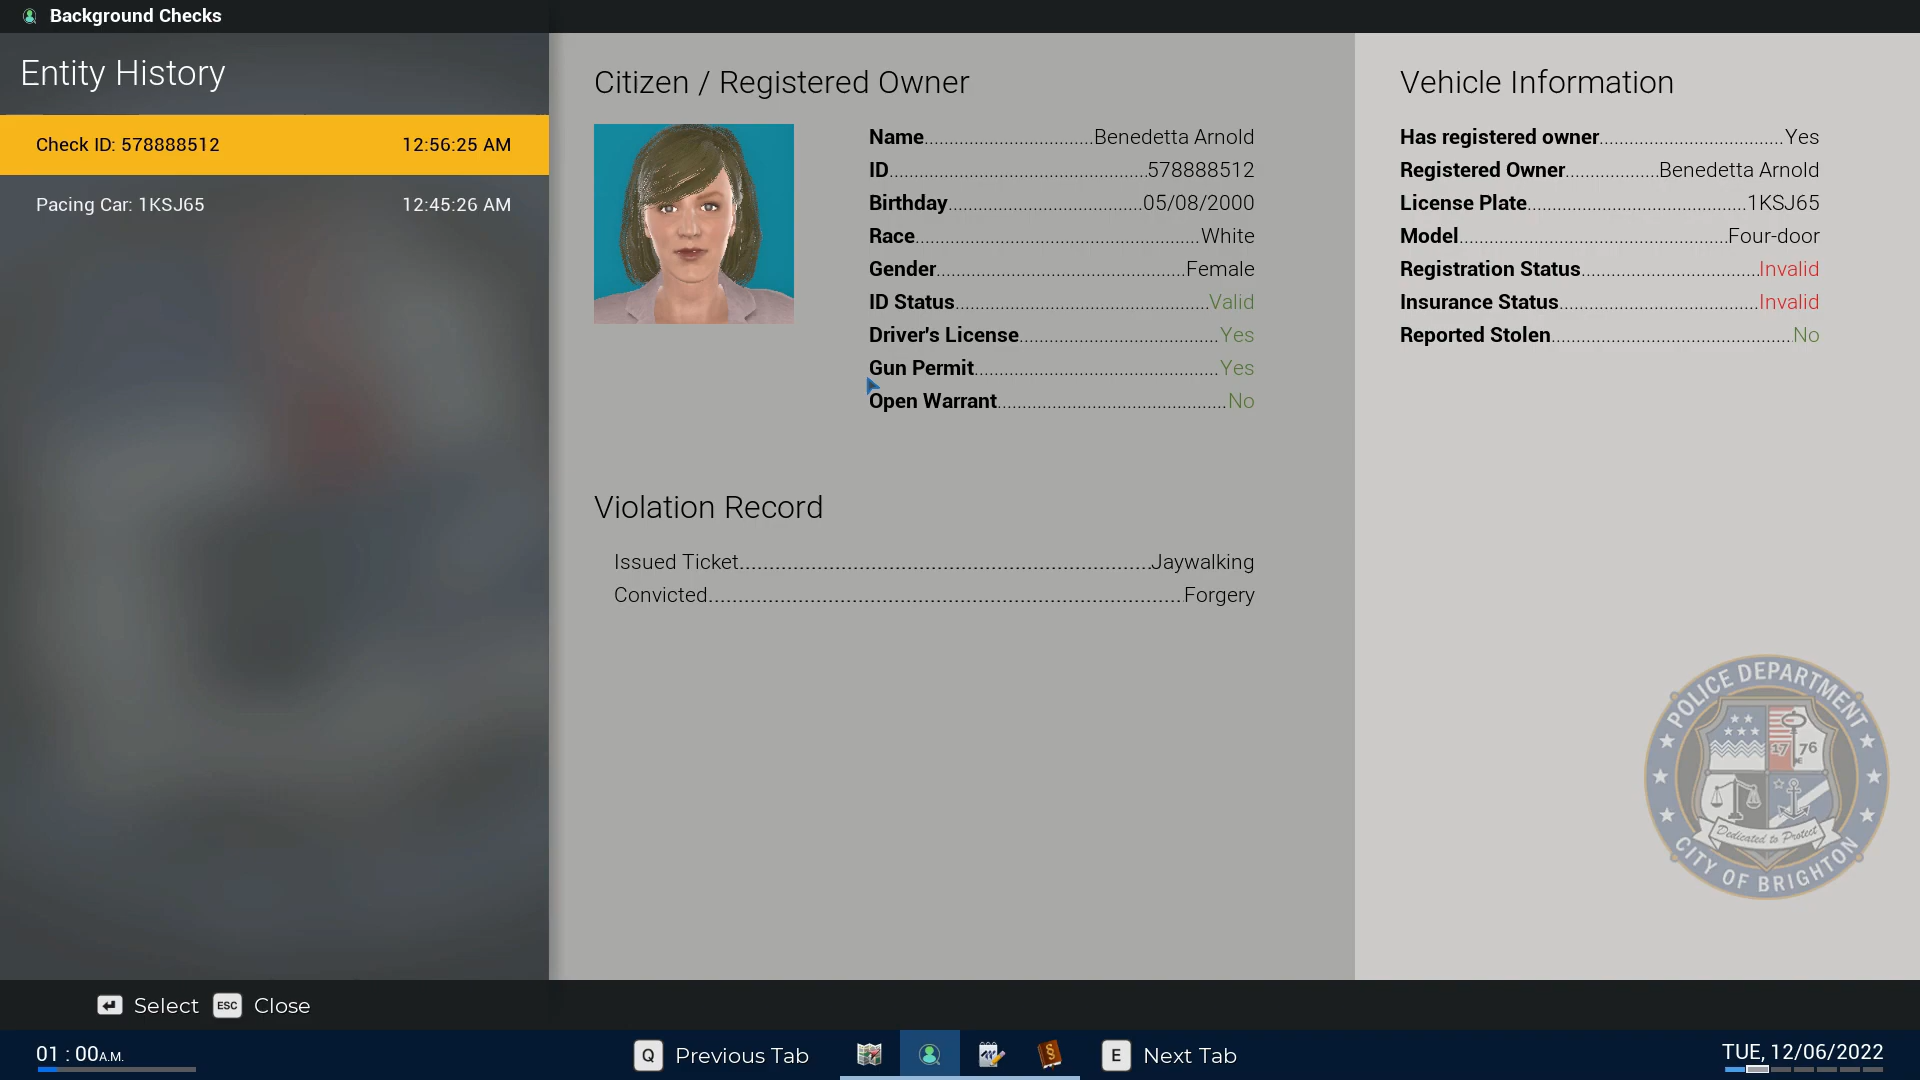 Background Checks
Entity History
Check ID: 578888512 12:56:25 AM
Pacing Car: 1KSJ65 12:45:26 AM
Citizen / Registered Owner
Name Benedetta Arnold
ID 578888512
Birthday 05/08/2000
Race White
Gender Female
ID Status Valid
Driver's License Yes
Gun Permit Yes
Open Warrant No
Violation Record
Issued Ticket Jaywalking
Convicted Forgery
Vehicle Information
Has registered owner Yes
Registered Owner Benedetta Arnold
License Plate 1KSJ65
Model Four-door
Registration Status Invalid
Insurance Status Invalid
Reported Stolen No
POLICE DEPARTMENT
17 76
Dedicated to Protect
CITY OF BRIGHTON
Select ESC Close
01 : 00 A.M.
Q Previous Tab
§
E Next Tab
TUE, 12/06/2022